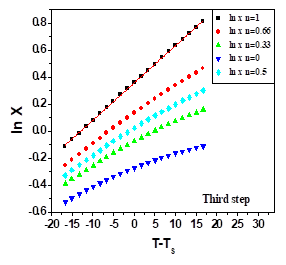 ln x n=1
ln x n=0.66
ln x n=0.33
ln x n=0
ln x n=0.5
ln X
0.8
0.6
0.4
0.2
0.0
-0.2
-0.4
-0.6
Third step
-20 -15 -10 -5 0 5 10 15 20 25 30
T-Ts